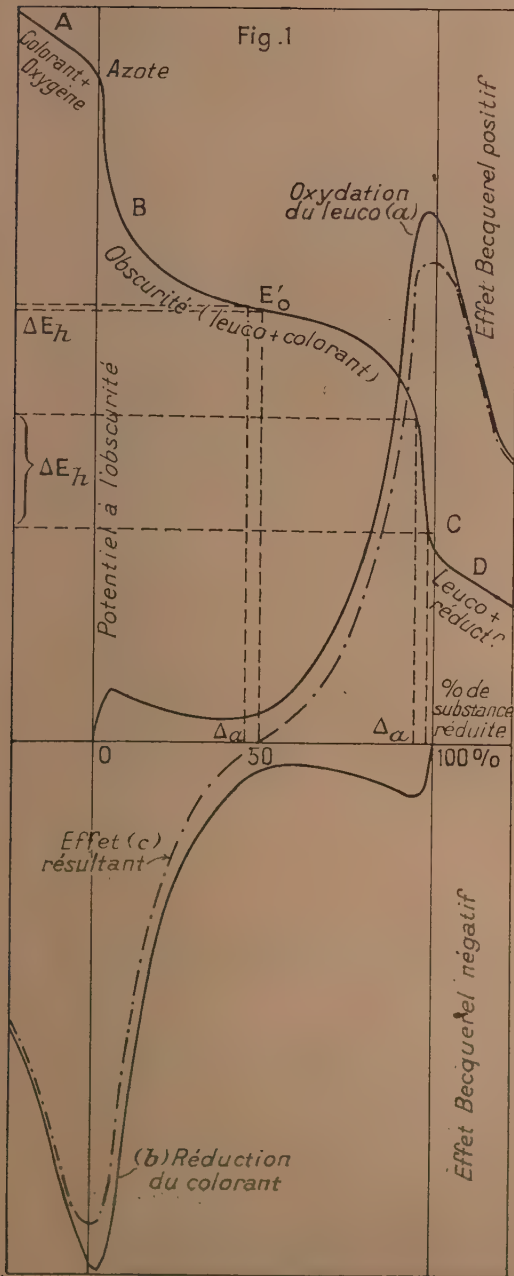 Fig.1
A
Colorant+
Oxygène
Azote
B
Obscurité (leuco+colorant)
E'o
Oxydation
du leuco (a)
Effet Becquerel positif
ΔEh
ΔEh
Potentiel à l'obscurité
C
D
Leuco+
réduct.r
% de
substance
réduite
Δα
Δα
0
50
100%
Effet (c)
résultant
(b) Réduction
du colorant
Effet Becquerel négatif